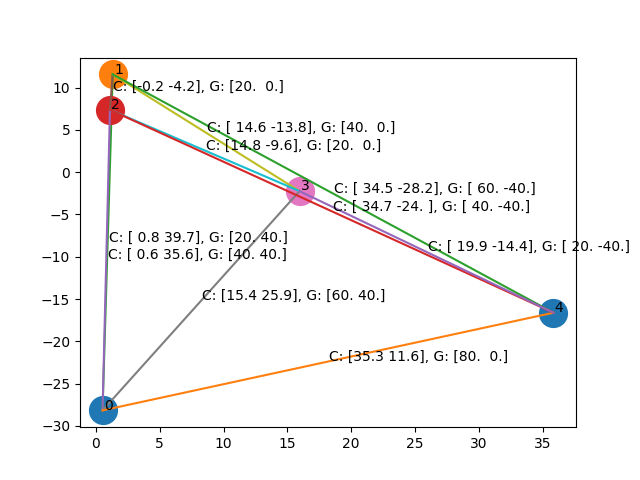 1
C: [-0.2 -4.2], G: [20.  0.]
2
C: [ 14.6 -13.8], G: [40.  0.]
C: [14.8 -9.6], G: [20.  0.]
3
C: [ 34.5 -28.2], G: [ 60. -40.]
C: [ 34.7 -24. ], G: [ 40. -40.]
C: [ 0.8 39.7], G: [20. 40.]
C: [ 19.9 -14.4], G: [ 20. -40.]
C: [ 0.6 35.6], G: [40. 40.]
C: [15.4 25.9], G: [60. 40.]
4
C: [35.3 11.6], G: [80.  0.]
0
10
5
0
−5
−10
−15
−20
−25
−30
0 5 10 15 20 25 30 35